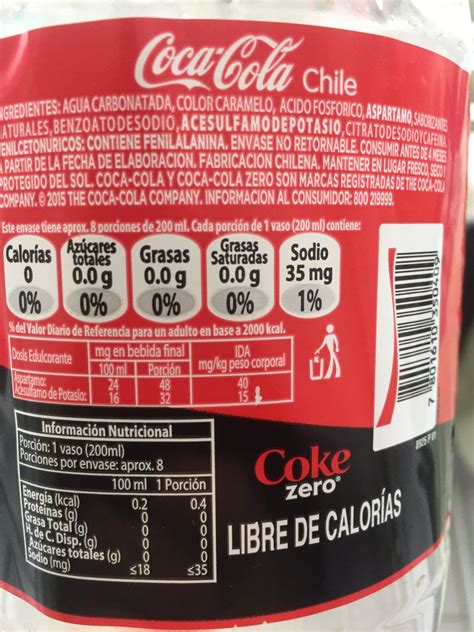 Coca-Cola Chile
INGREDIENTES: AGUA CARBONATADA, COLOR CARAMELO, ACIDO FOSFORICO, ASPARTAMO, SABORIZANTES
NATURALES, BENZOATO DE SODIO, ACESULFAMO DE POTASIO, CITRATO DE SODIO Y CAFEINA.
FENILCETONURICOS: CONTIENE FENILALANINA. ENVASE NO RETORNABLE. CONSUMIR ANTES DE 4 MESES
A PARTIR DE LA FECHA DE ELABORACION. FABRICACION CHILENA. MANTENER EN LUGAR FRESCO, SECO Y
PROTEGIDO DEL SOL. COCA-COLA Y COCA-COLA ZERO SON MARCAS REGISTRADAS DE THE COCA-COLA
COMPANY. © 2015 THE COCA-COLA COMPANY. INFORMACION AL CONSUMIDOR: 800 219999.
Este envase tiene aprox. 8 porciones de 200 ml. Cada porción de 1 vaso (200 ml) contiene:
Calorías 0 0%
Azúcares totales 0.0 g 0%
Grasas 0.0 g 0%
Grasas Saturadas 0.0 g 0%
Sodio 35 mg 1%
% del Valor Diario de Referencia para un adulto en base a 2000 kcal.
Dosis Edulcorante mg en bebida final IDA
100 ml Porción mg/kg peso corporal
Aspartamo: 24 48 40
Acesulfamo de Potasio: 16 32 15
Información Nutricional
Porción: 1 vaso (200ml)
Porciones por envase: aprox. 8
100 ml 1 Porción
Energía (kcal) 0.2 0.4
Proteínas (g) 0 0
Grasa Total (g) 0 0
H. de C. Disp. (g) 0 0
Azúcares totales (g) 0 0
Sodio (mg) ≤18 ≤35
Coke
zero®
LIBRE DE CALORÍAS
7 801610 350409